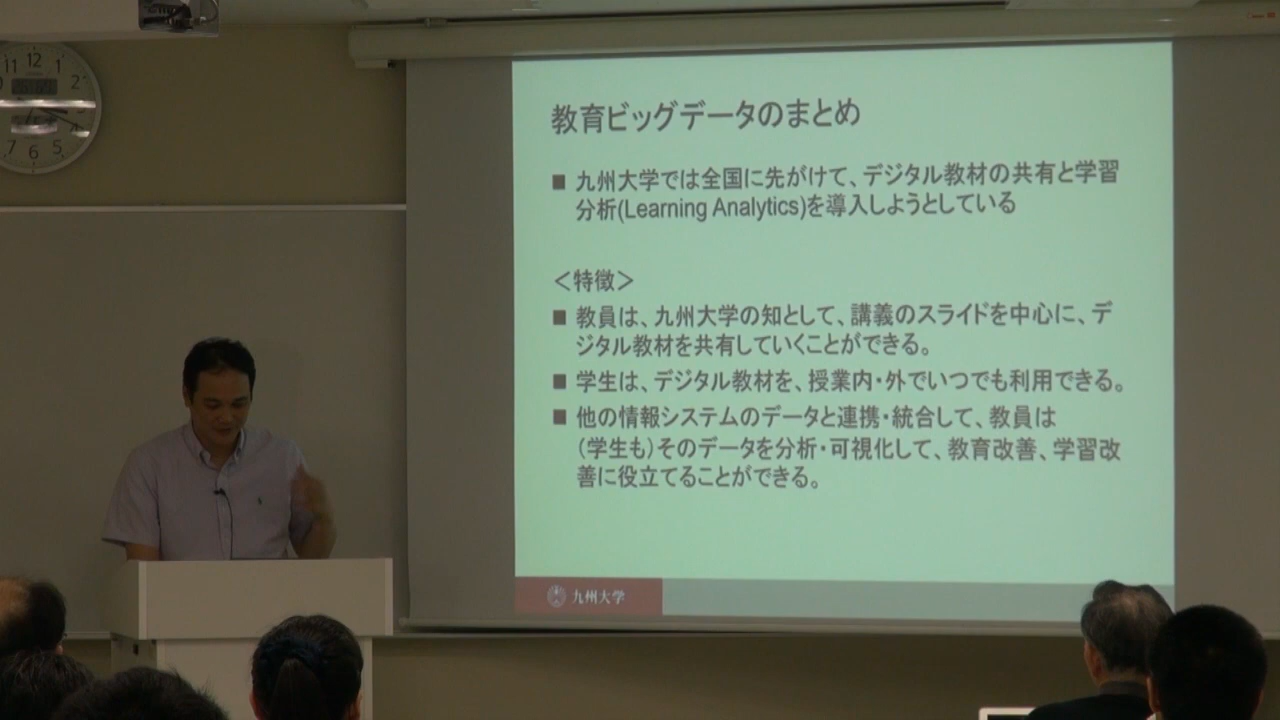 教育ビッグデータのまとめ
■ 九州大学では全国に先がけて、デジタル教材の共有と学習
分析(Learning Analytics)を導入しようとしている
＜特徴＞
■ 教員は、九州大学の知として、講義のスライドを中心に、デ
ジタル教材を共有していくことができる。
■ 学生は、デジタル教材を、授業内・外でいつでも利用できる。
■ 他の情報システムのデータと連携・統合して、教員は
（学生も）そのデータを分析・可視化して、教育改善、学習改
善に役立てることができる。
九州大学
11 12 1
2
7 6 5